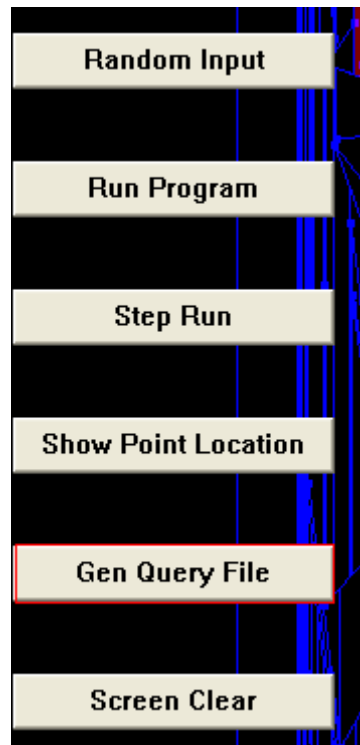 Random Input
Run Program
Step Run
Show Point Location
Gen Query File
Screen Clear